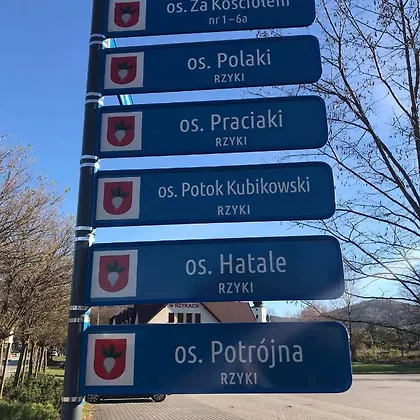 os. Za Kościołem
nr 1–6a
os. Polaki
RZYKI
os. Praciaki
RZYKI
os. Potok Kubikowski
RZYKI
os. Hatale
RZYKI
RZYKACH
os. Potrójna
RZYKI